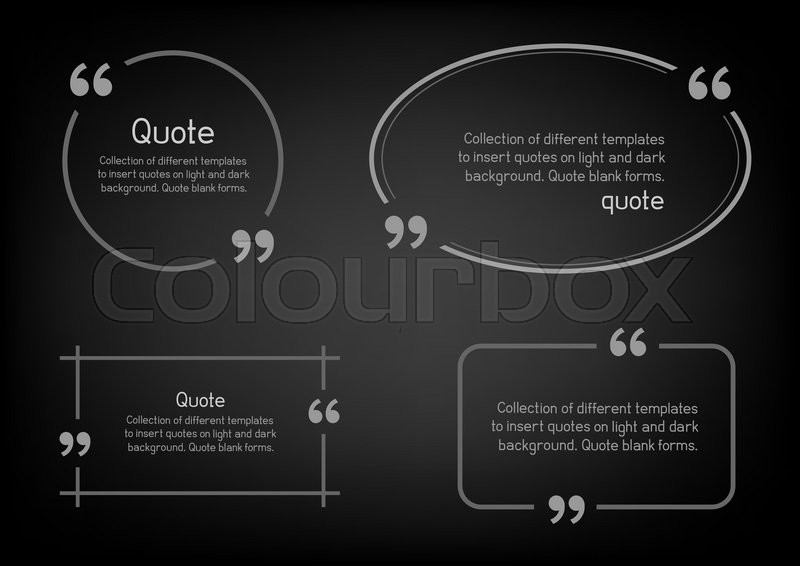 “
Quote
Collection of different templates
to insert quotes on light and dark
background. Quote blank forms.
”
“
Collection of different templates
to insert quotes on light and dark
background. Quote blank forms.
quote
”
Colourbox
Quote
Collection of different templates
to insert quotes on light and dark
background. Quote blank forms.
“
”
“
Collection of different templates
to insert quotes on light and dark
background. Quote blank forms.
”